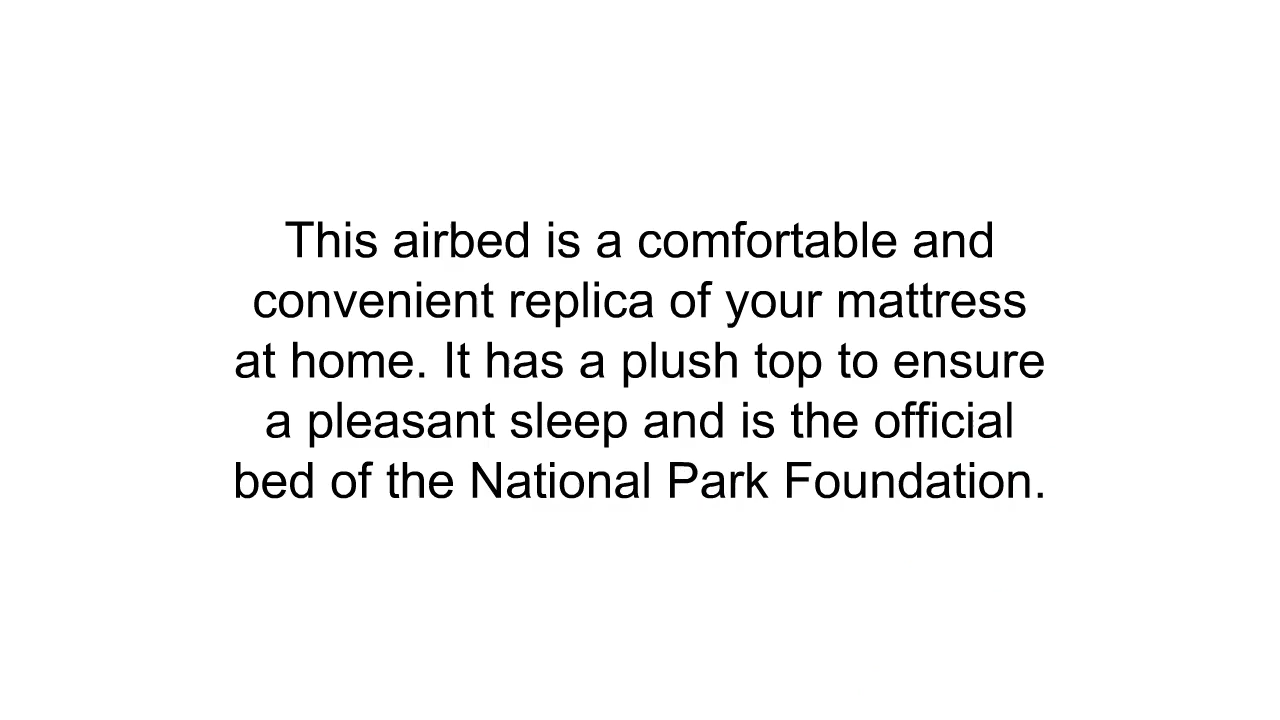 This airbed is a comfortable and
convenient replica of your mattress
at home. It has a plush top to ensure
a pleasant sleep and is the official
bed of the National Park Foundation.